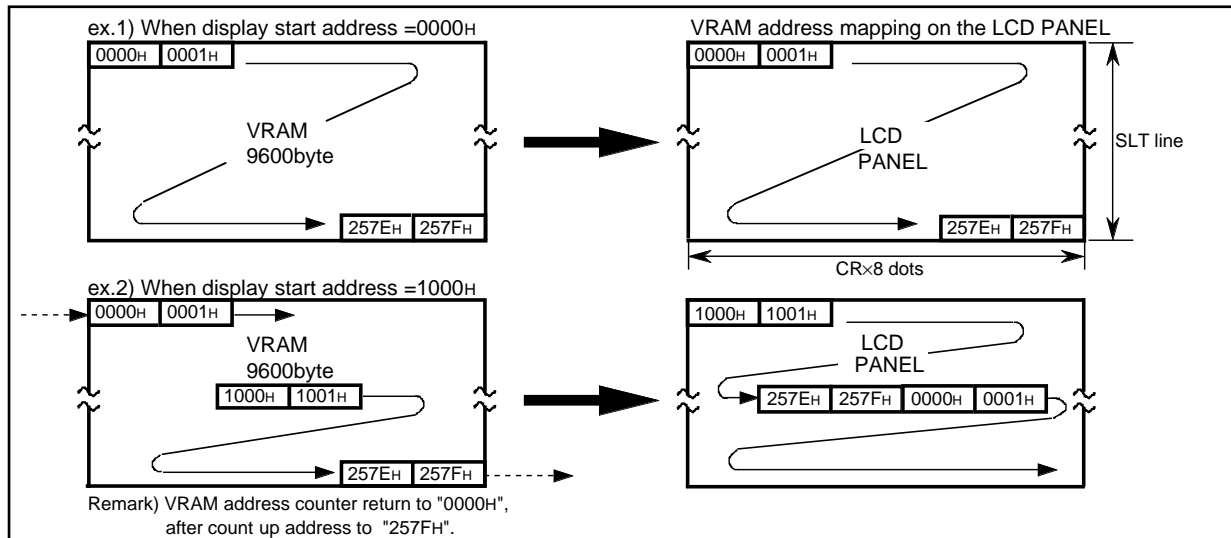 ex.1) When display start address =0000H
VRAM address mapping on the LCD PANEL
0000H 0001H
VRAM
9600byte
257EH 257FH
0000H 0001H
LCD
PANEL
257EH 257FH
SLT line
CR×8 dots
ex.2) When display start address =1000H
0000H 0001H
VRAM
9600byte
1000H 1001H
257EH 257FH
1000H 1001H
LCD
PANEL
257EH 257FH 0000H 0001H
Remark) VRAM address counter return to "0000H",
after count up address to "257FH".